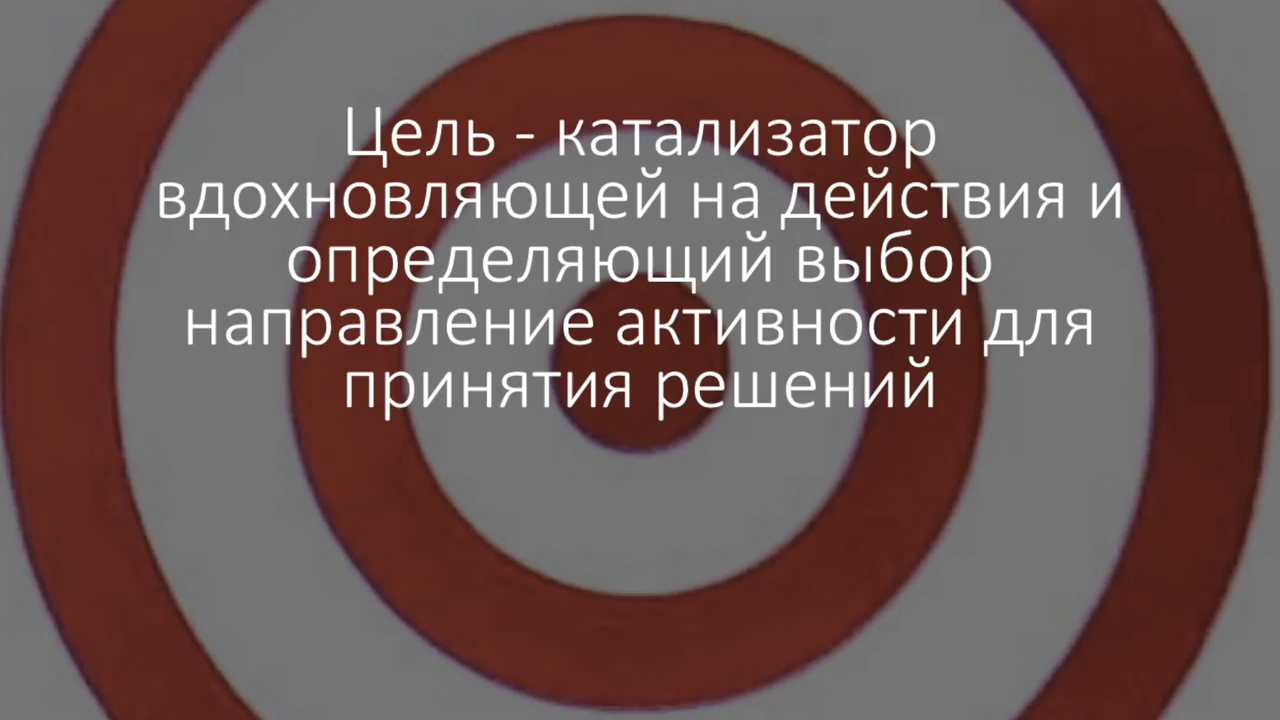 Цель - катализатор
вдохновляющей на действия и
определяющий выбор
направление активности для
принятия решений